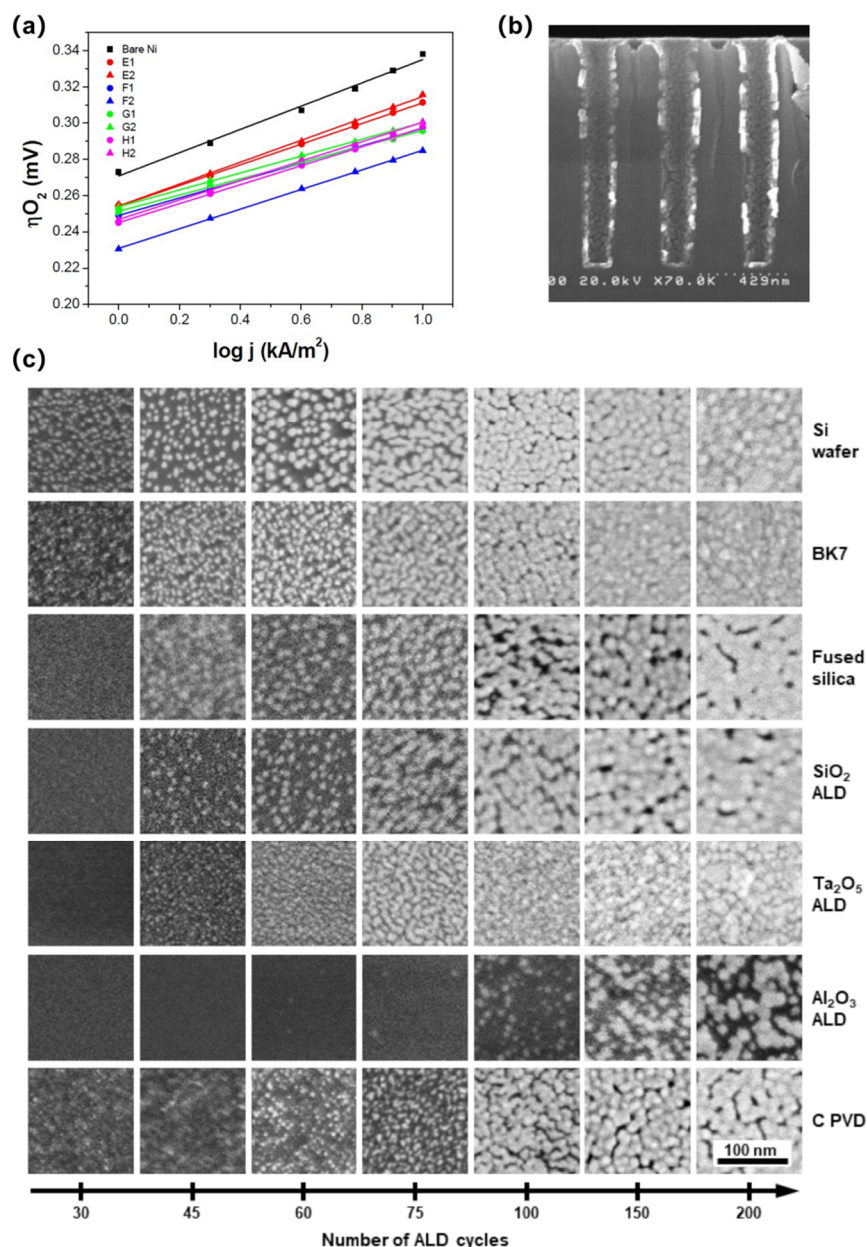 (a)
0.34
0.32
0.30
0.28
0.26
0.24
0.22
0.20
ηO₂ (mV)
Bare Ni
E1
E2
F1
F2
G1
G2
H1
H2
0.0 0.2 0.4 0.6 0.8 1.0
log j (kA/m²)
(b)
00 20.0kV X70.0K 429nm
(c)
Si
wafer
BK7
Fused
silica
SiO₂
ALD
Ta₂O₅
ALD
Al₂O₃
ALD
C PVD
100 nm
30 45 60 75 100 150 200
Number of ALD cycles